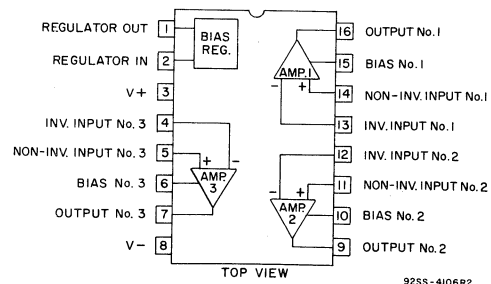 REGULATOR OUT 1
REGULATOR IN 2
V+ 3
INV. INPUT No. 3 4
NON-INV. INPUT No. 3 5
BIAS No. 3 6
OUTPUT No. 3 7
V- 8
BIAS
REG.
+ -
AMP.
3
AMP. 1
- +
- +
AMP.
2
16 OUTPUT No. 1
15 BIAS No. 1
14 NON-INV. INPUT No. 1
13 INV. INPUT No. 1
12 INV. INPUT No. 2
11 NON-INV. INPUT No. 2
10 BIAS No. 2
9 OUTPUT No. 2
TOP VIEW
92SS-4106R2